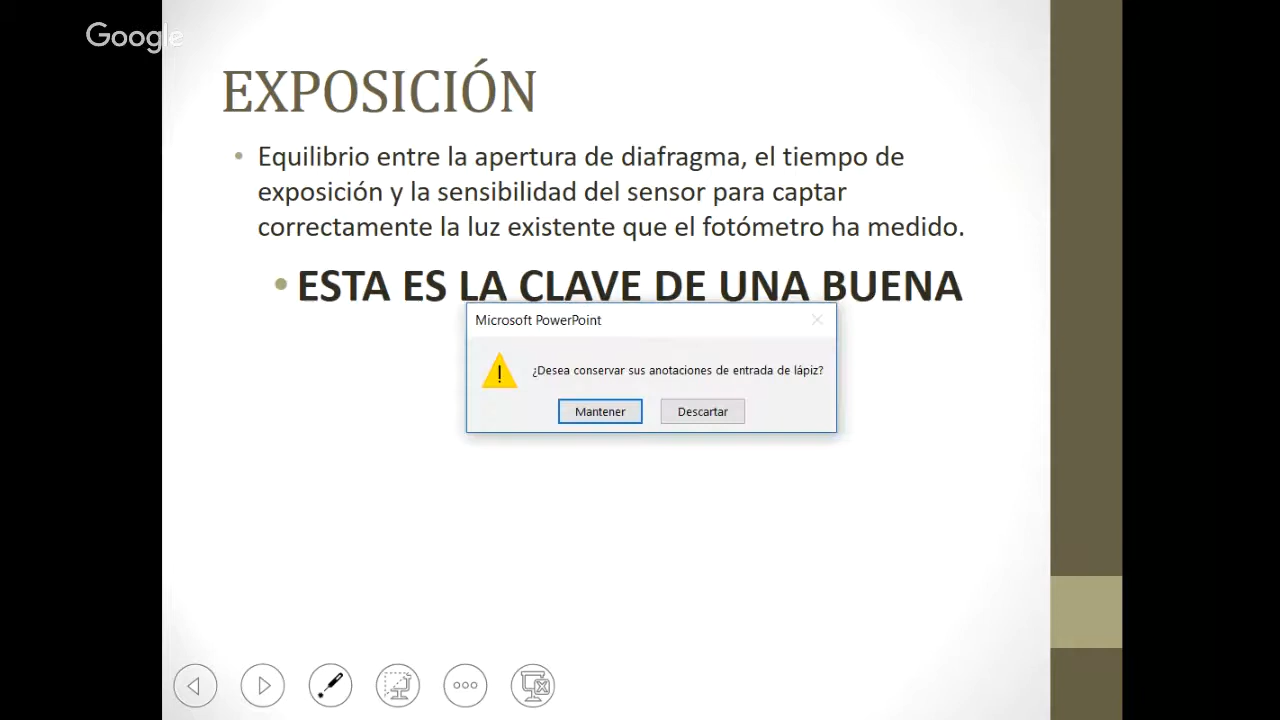 Google
EXPOSICIÓN
• Equilibrio entre la apertura de diafragma, el tiempo de
exposición y la sensibilidad del sensor para captar
correctamente la luz existente que el fotómetro ha medido.
• ESTA ES LA CLAVE DE UNA BUENA
Microsoft PowerPoint
¿Desea conservar sus anotaciones de entrada de lápiz?
Mantener Descartar